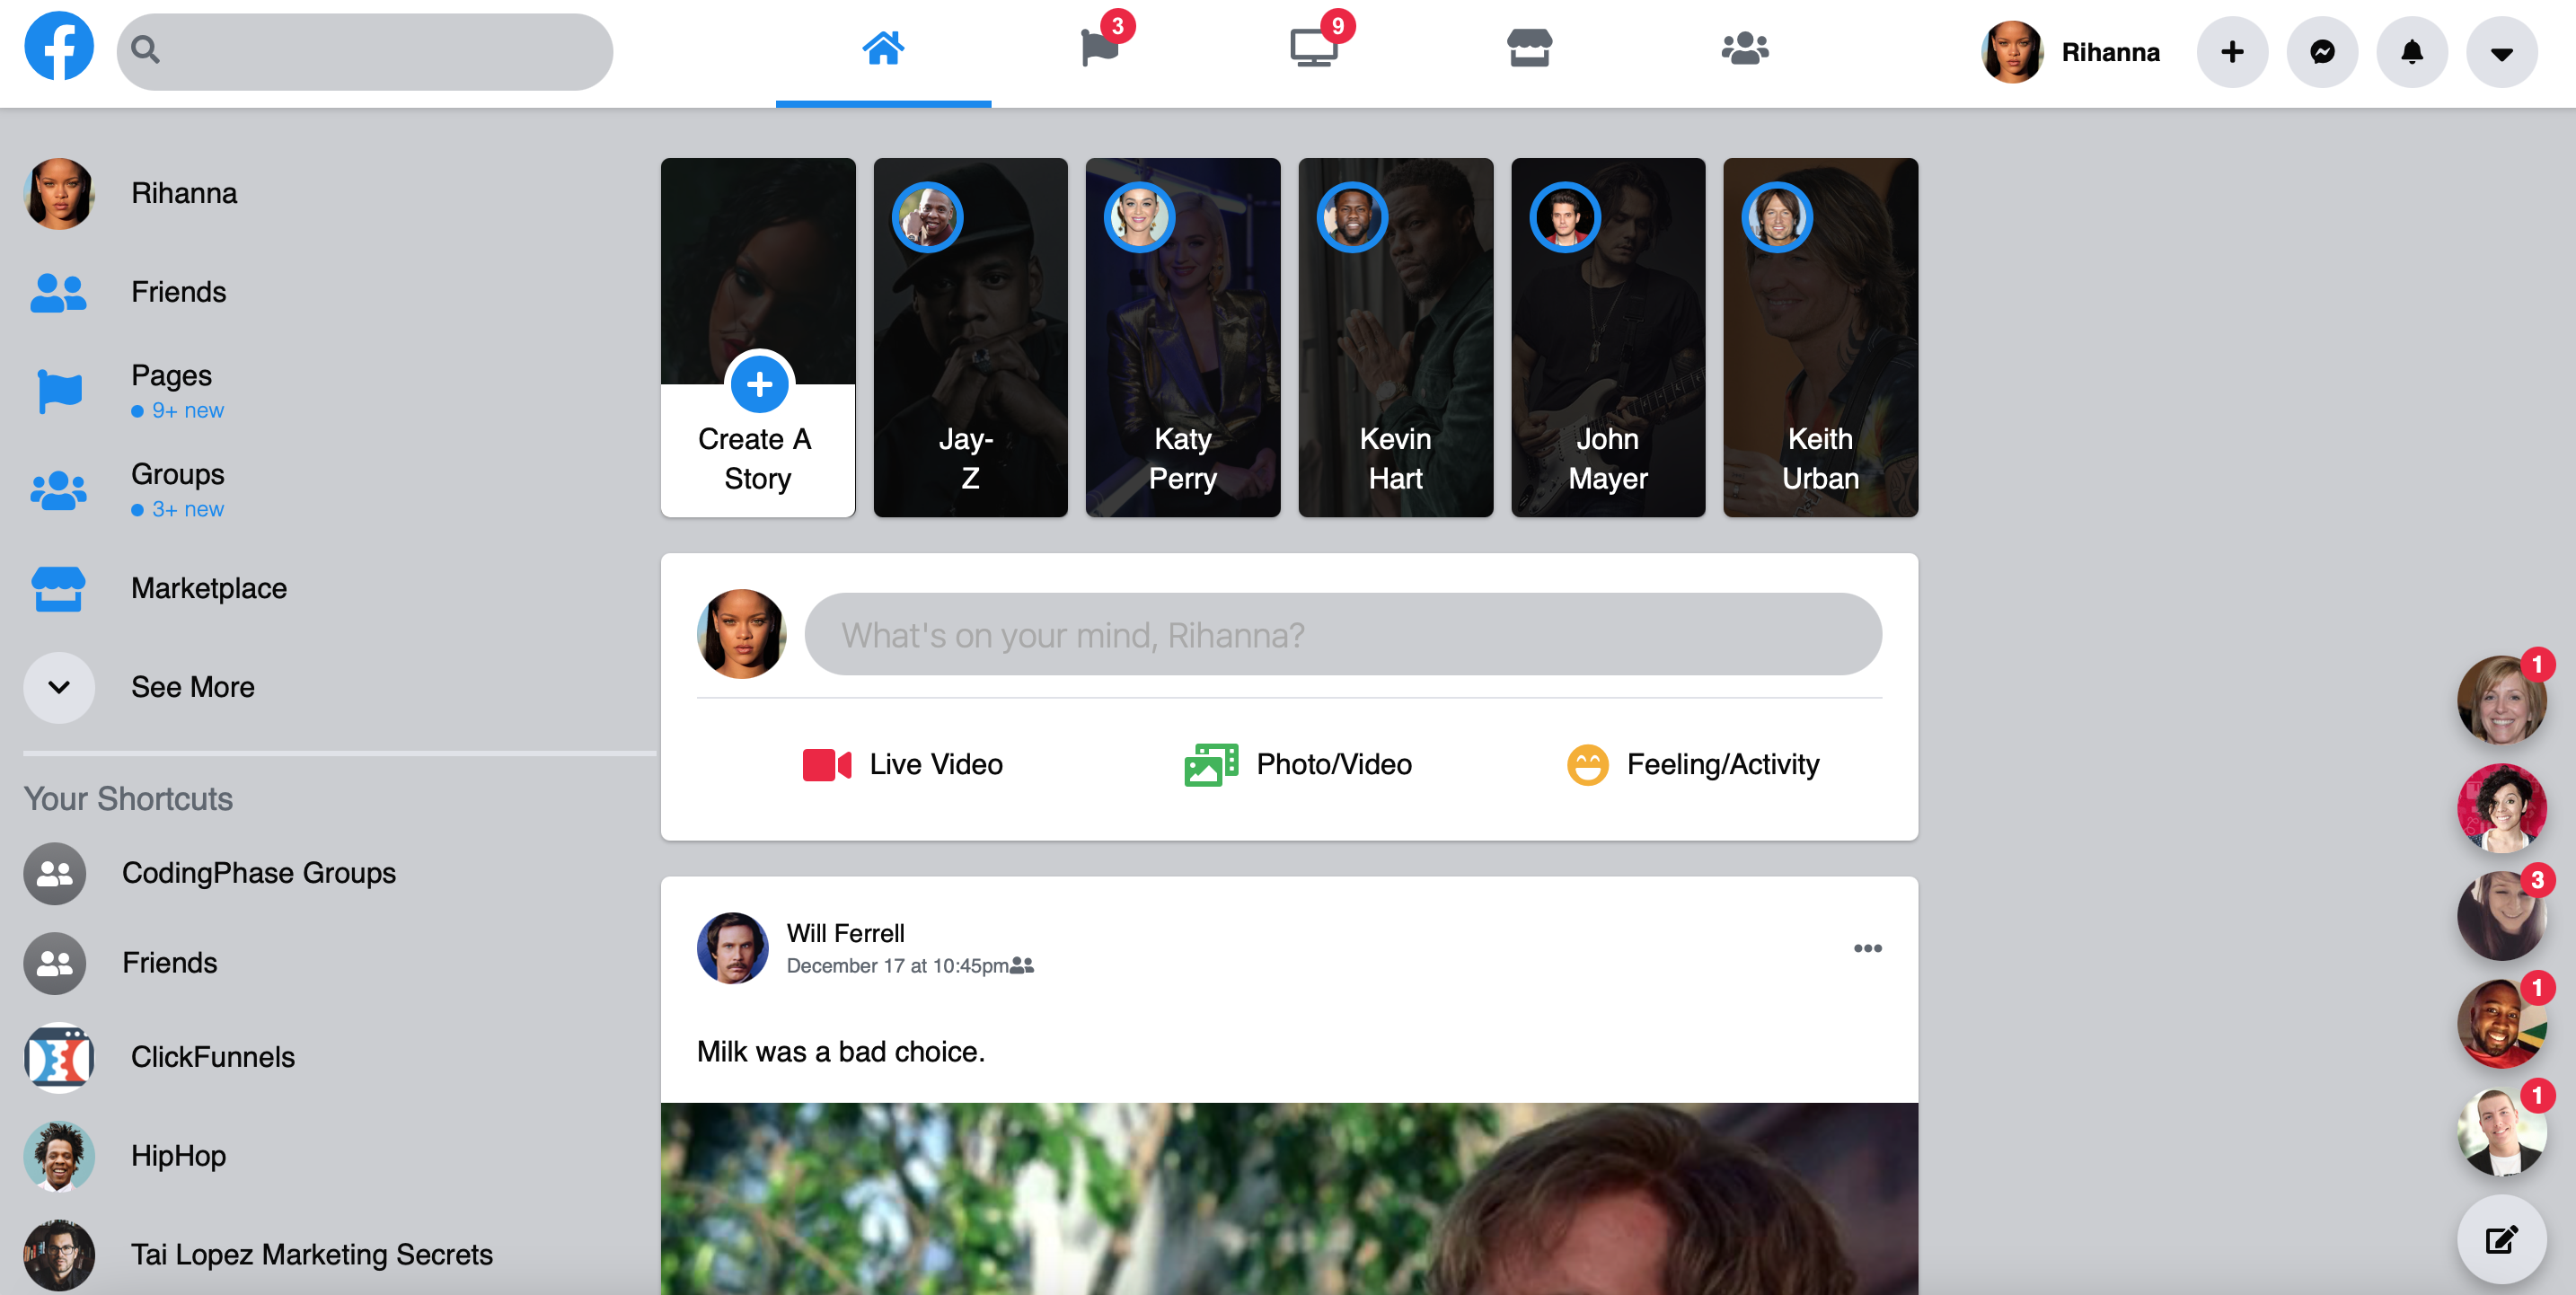 3
9
Rihanna
Rihanna
Friends
Pages
9+ new
Groups
3+ new
Marketplace
See More
Your Shortcuts
CodingPhase Groups
Friends
ClickFunnels
HipHop
Tai Lopez Marketing Secrets
Create A
Story
Jay-
Z
Katy
Perry
Kevin
Hart
John
Mayer
Keith
Urban
What's on your mind, Rihanna?
Live Video
Photo/Video
Feeling/Activity
Will Ferrell
December 17 at 10:45pm
Milk was a bad choice.
1
3
1
1